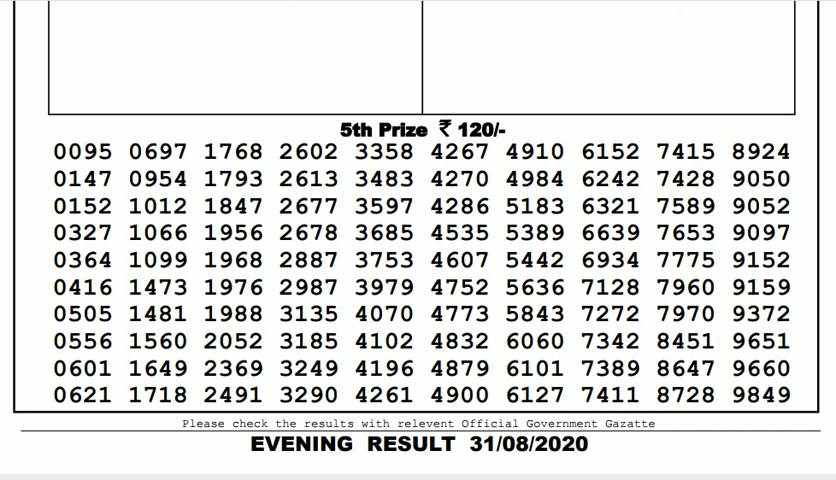 5th Prize ₹ 120/-
0095 0697 1768 2602 3358 4267 4910 6152 7415 8924
0147 0954 1793 2613 3483 4270 4984 6242 7428 9050
0152 1012 1847 2677 3597 4286 5183 6321 7589 9052
0327 1066 1956 2678 3685 4535 5389 6639 7653 9097
0364 1099 1968 2887 3753 4607 5442 6934 7775 9152
0416 1473 1976 2987 3979 4752 5636 7128 7960 9159
0505 1481 1988 3135 4070 4773 5843 7272 7970 9372
0556 1560 2052 3185 4102 4832 6060 7342 8451 9651
0601 1649 2369 3249 4196 4879 6101 7389 8647 9660
0621 1718 2491 3290 4261 4900 6127 7411 8728 9849
Please check the results with relevent Official Government Gazatte
EVENING RESULT 31/08/2020